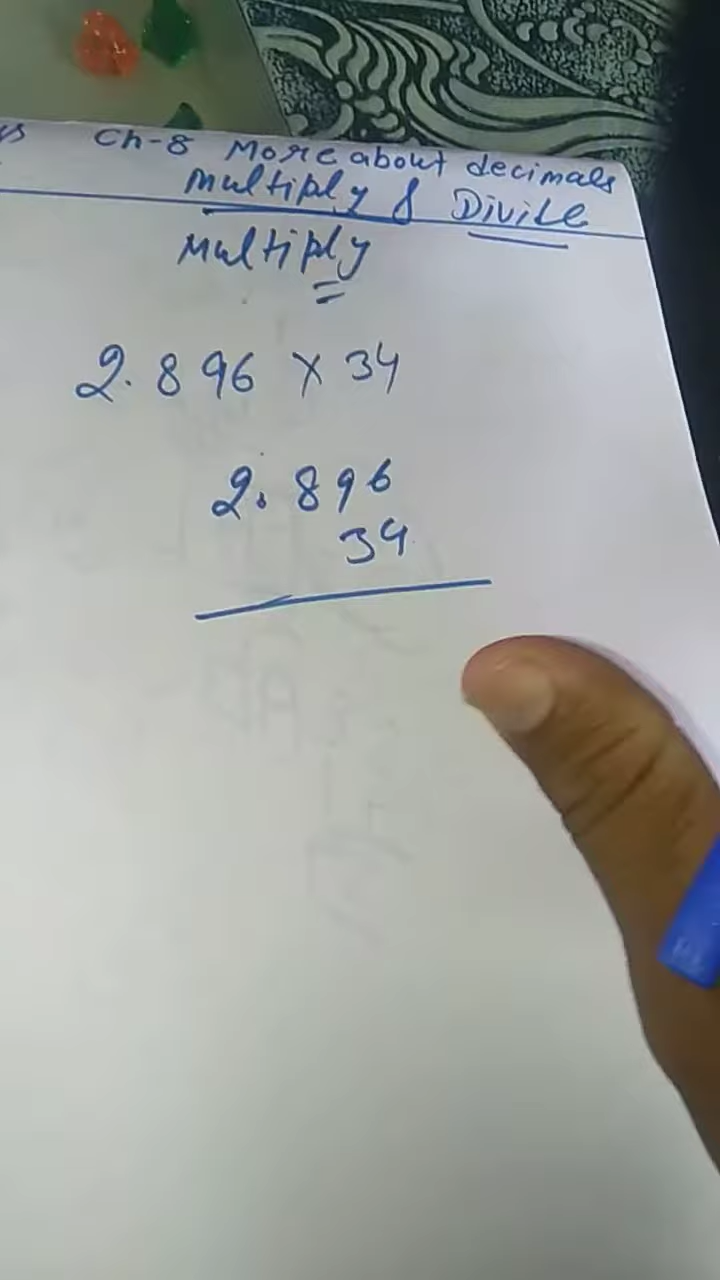 Ch-8 More about decimals
Multiply & Divide
Multiply
2.896 x 34
2.896
34